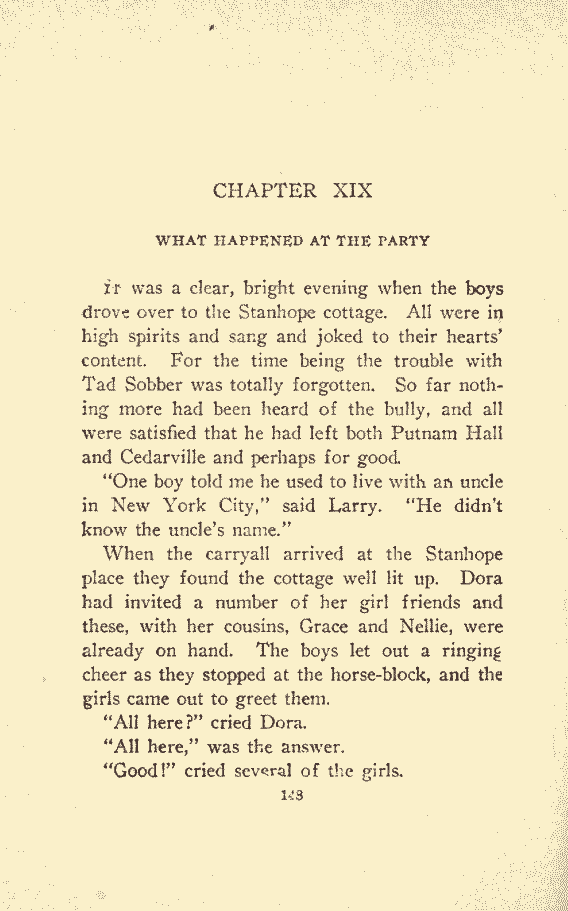 CHAPTER XIX
WHAT HAPPENED AT THE PARTY
It was a clear, bright evening when the boys
drove over to the Stanhope cottage. All were in
high spirits and sang and joked to their hearts'
content. For the time being the trouble with
Tad Sobber was totally forgotten. So far noth-
ing more had been heard of the bully, and all
were satisfied that he had left both Putnam Hall
and Cedarville and perhaps for good.
"One boy told me he used to live with an uncle
in New York City," said Larry. "He didn't
know the uncle's name."
When the carryall arrived at the Stanhope
place they found the cottage well lit up. Dora
had invited a number of her girl friends and
these, with her cousins, Grace and Nellie, were
already on hand. The boys let out a ringing
cheer as they stopped at the horse-block, and the
girls came out to greet them.
"All here?" cried Dora.
"All here," was the answer.
"Good!" cried several of the girls.